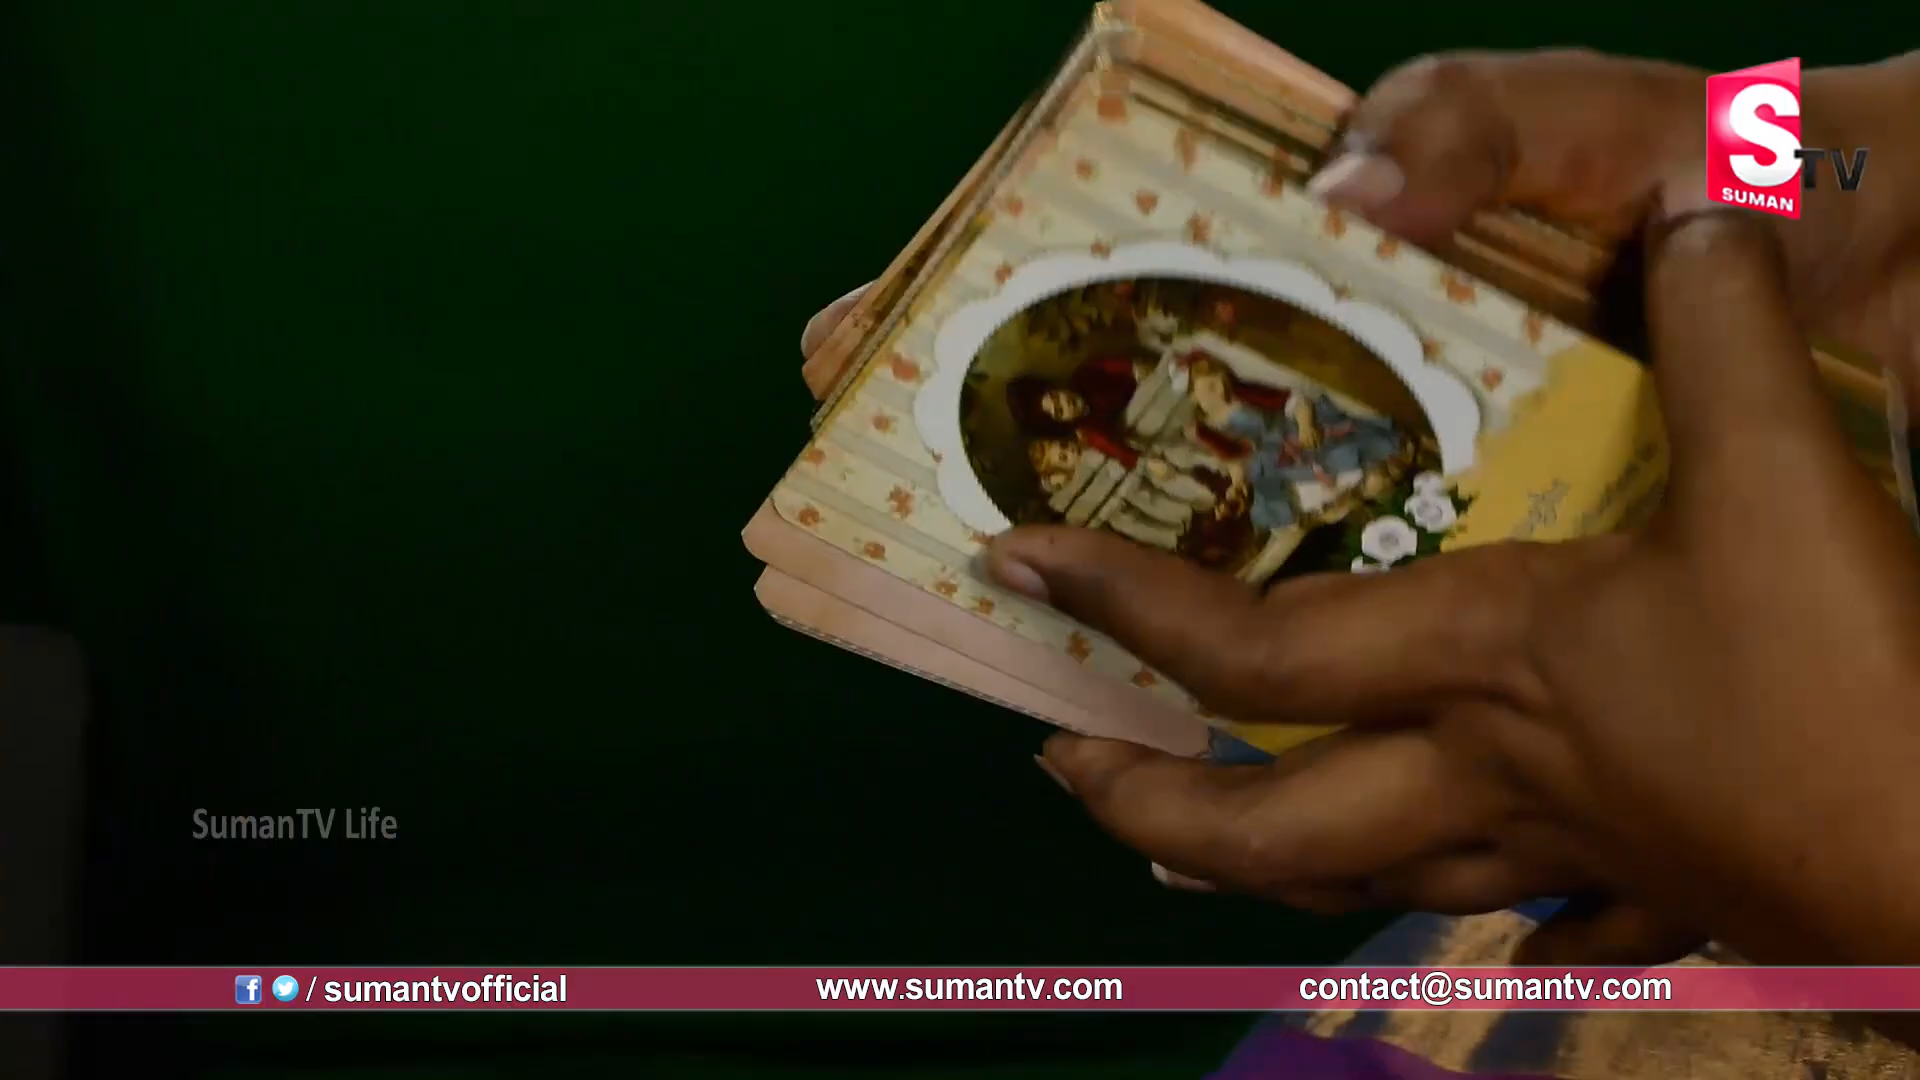 S
TV
SUMAN
SumanTV Life
/ sumantvofficial
www.sumantv.com
contact@sumantv.com